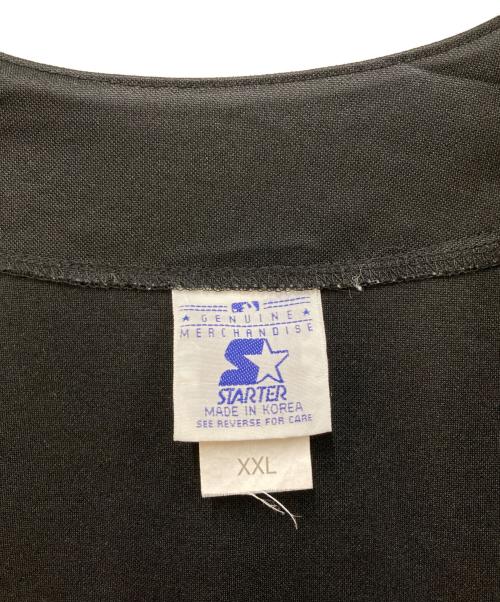 GENUINE
MERCHANDISE
STARTER
MADE IN KOREA
SEE REVERSE FOR CARE
XXL